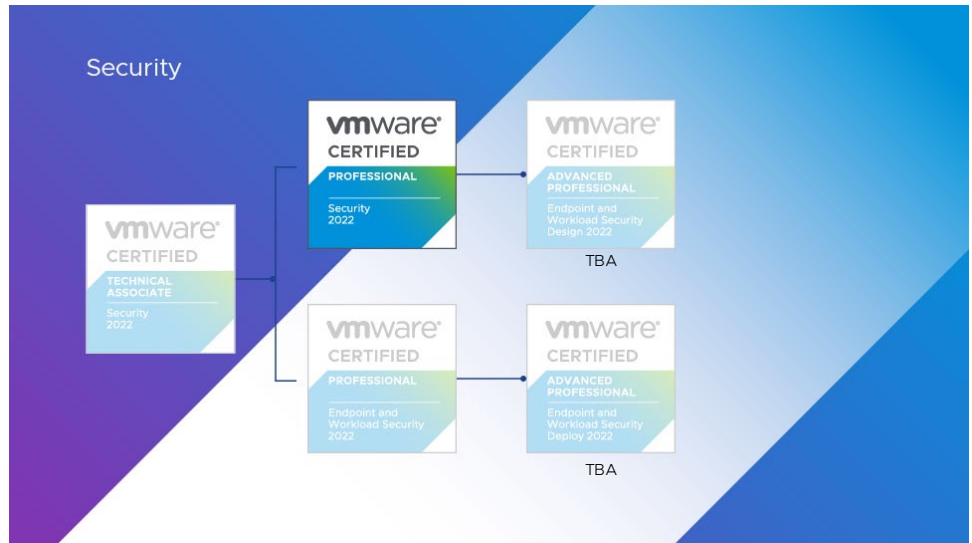 Security
vmware®
CERTIFIED
TECHNICAL
ASSOCIATE
Security
2022
vmware®
CERTIFIED
PROFESSIONAL
Security
2022
vmware®
CERTIFIED
ADVANCED
PROFESSIONAL
Endpoint and
Workload Security
Design 2022
TBA
vmware®
CERTIFIED
PROFESSIONAL
Endpoint and
Workload Security
2022
vmware®
CERTIFIED
ADVANCED
PROFESSIONAL
Endpoint and
Workload Security
Deploy 2022
TBA